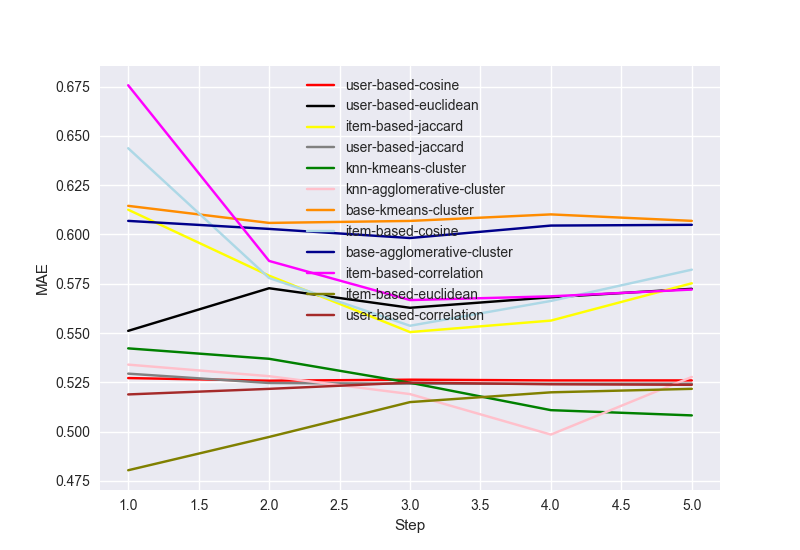 0.675
0.650
0.625
0.600
0.575
0.550
0.525
0.500
0.475
MAE
user-based-cosine
user-based-euclidean
item-based-jaccard
user-based-jaccard
knn-kmeans-cluster
knn-agglomerative-cluster
base-kmeans-cluster
item-based-cosine
base-agglomerative-cluster
item-based-correlation
item-based-euclidean
user-based-correlation
1.0 1.5 2.0 2.5 3.0 3.5 4.0 4.5 5.0
Step